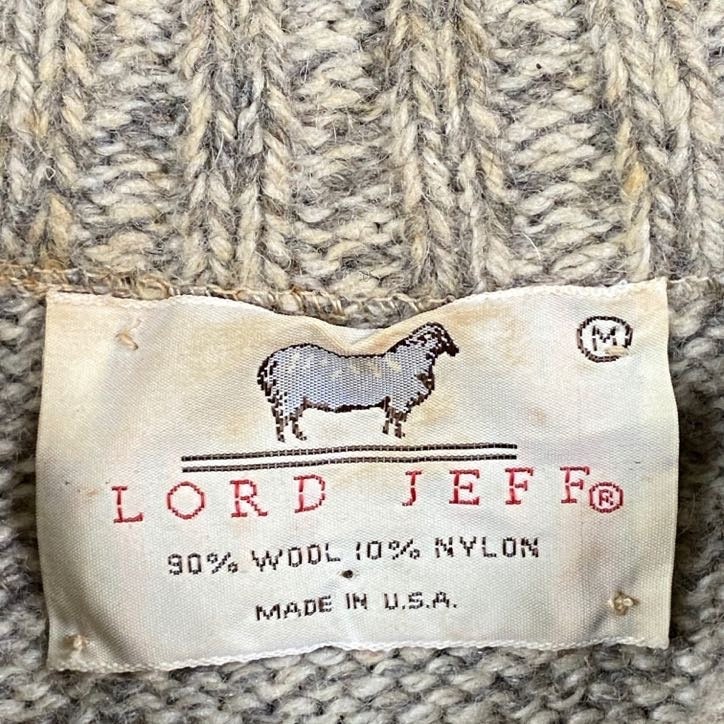 M
LORD JEFF®
90% WOOL 10% NYLON
MADE IN U.S.A.